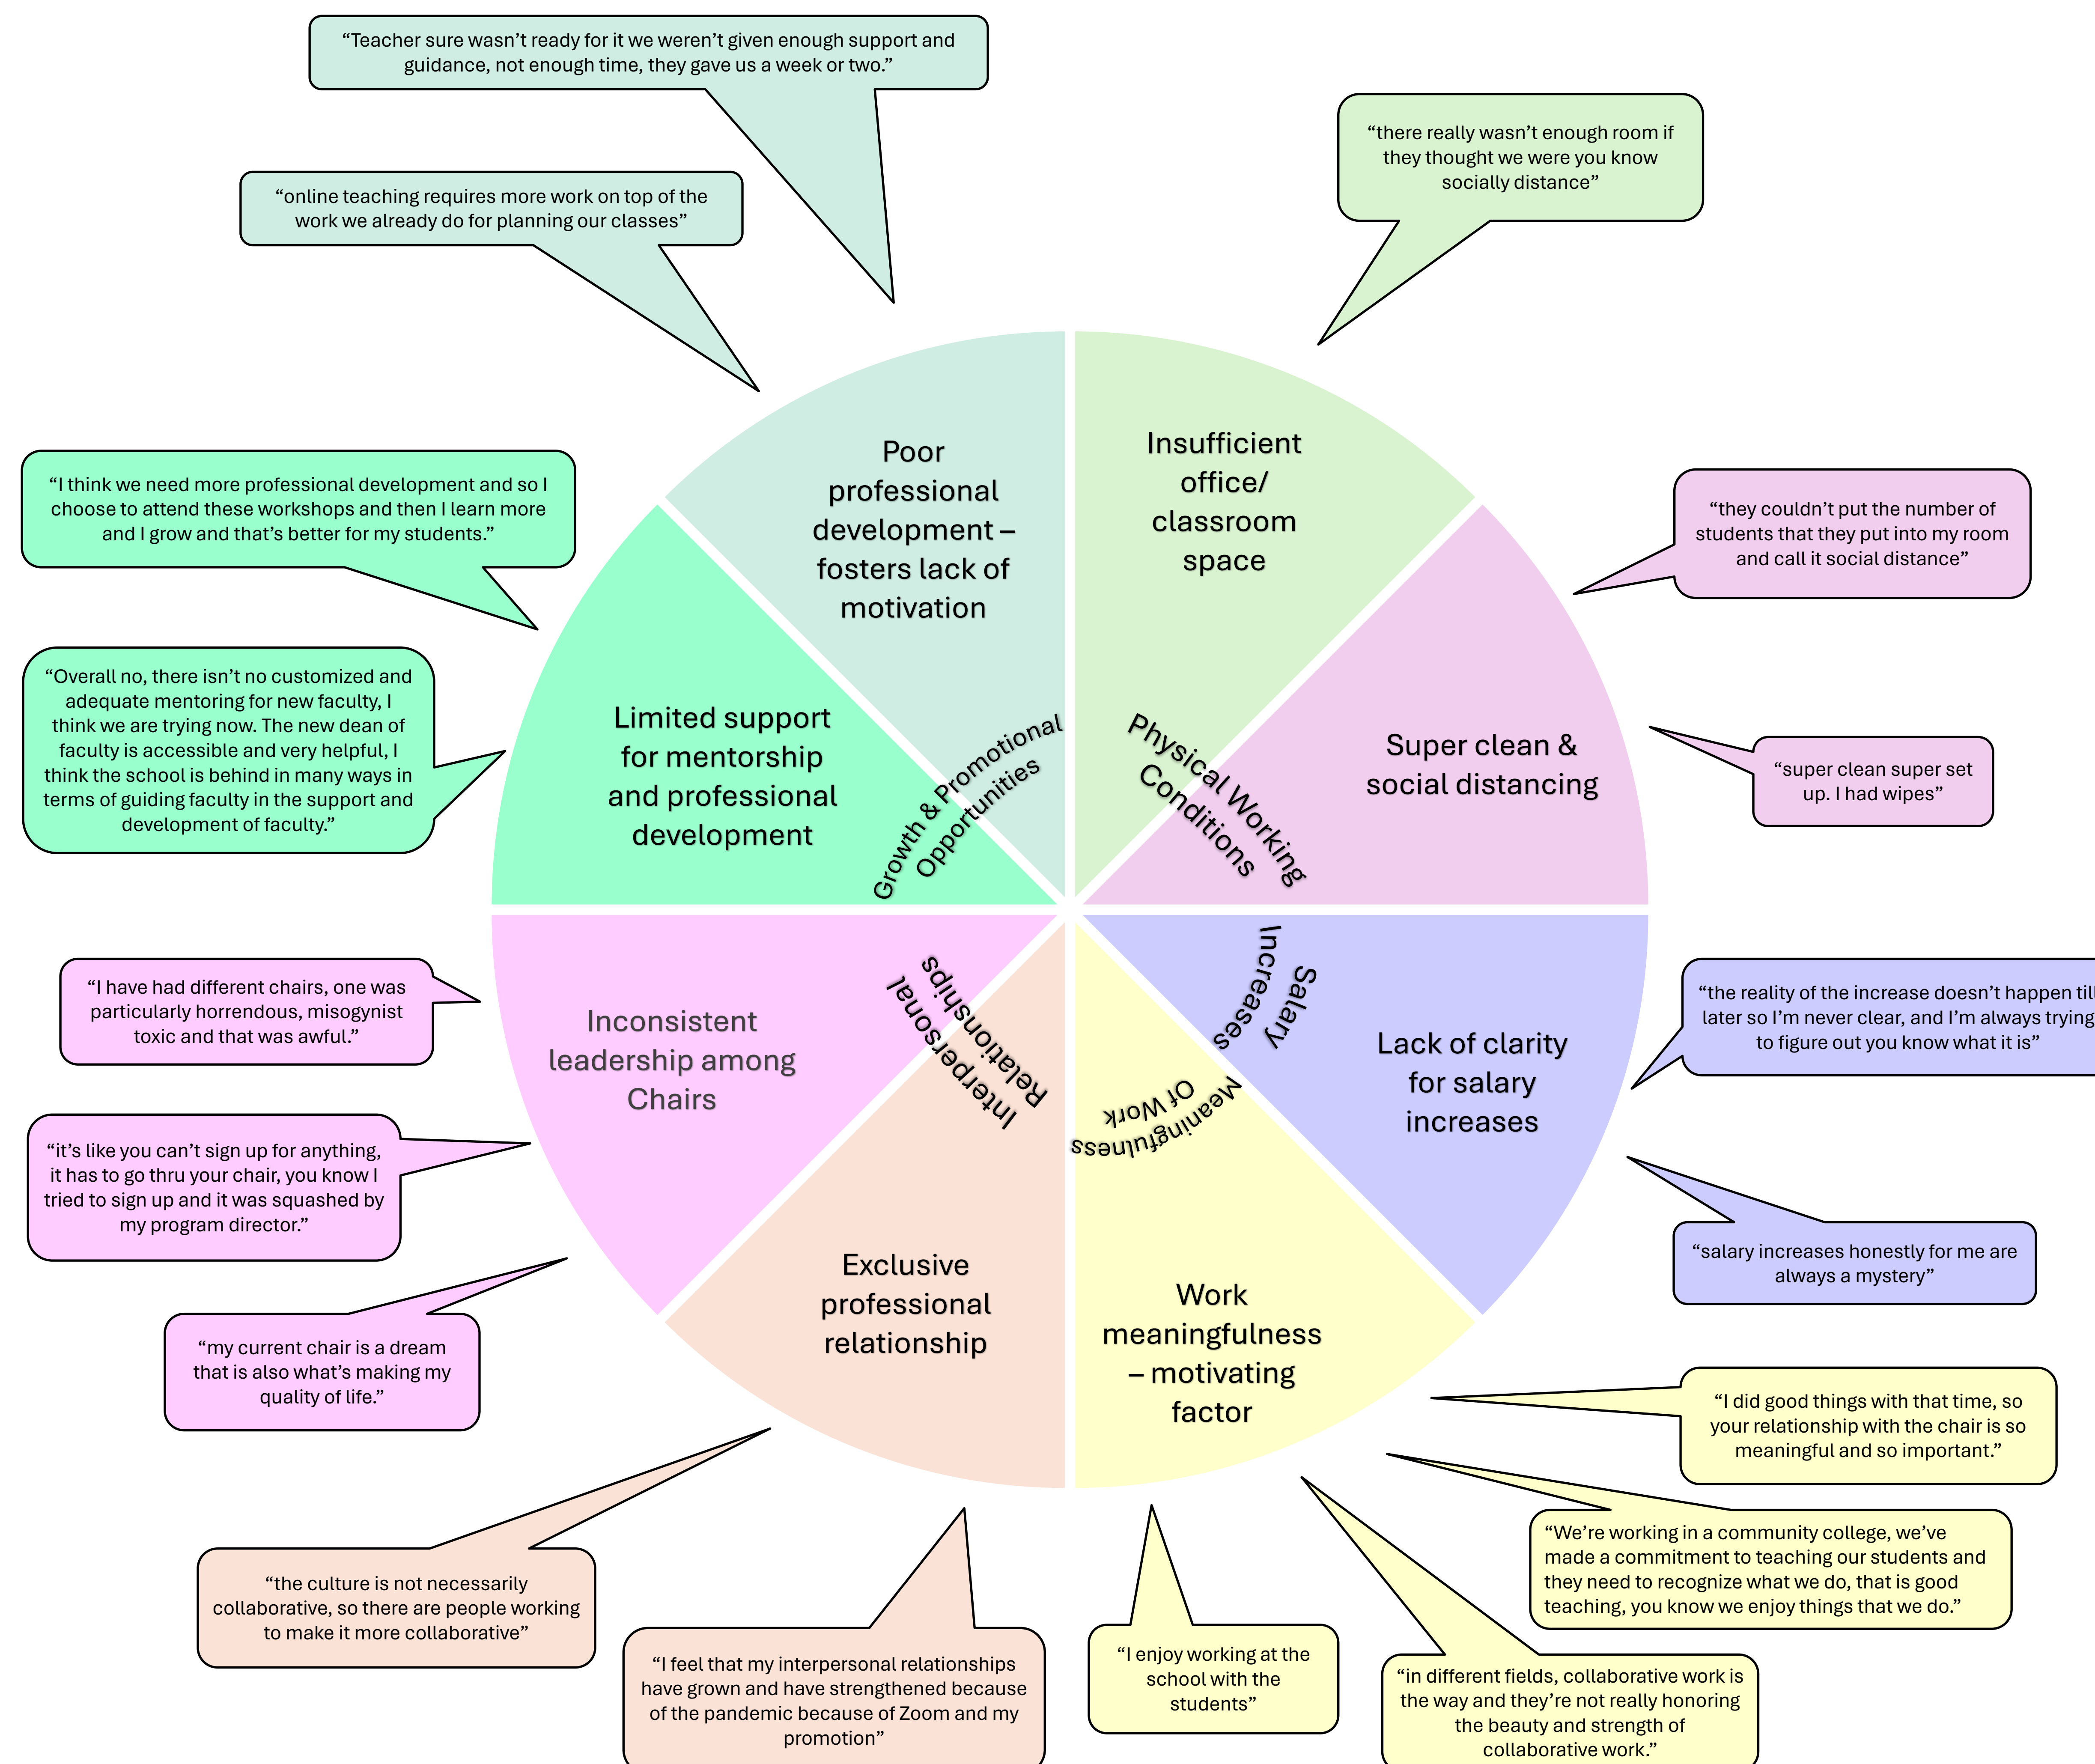 “Teacher sure wasn’t ready for it we weren’t given enough support and
guidance, not enough time, they gave us a week or two.”
“there really wasn’t enough room if
they thought we were you know
socially distance”
“online teaching requires more work on top of the
work we already do for planning our classes”
“I think we need more professional development and so I
choose to attend these workshops and then I learn more
and I grow and that’s better for my students.”
“they couldn’t put the number of
students that they put into my room
and call it social distance”
“Overall no, there isn’t no customized and
adequate mentoring for new faculty, I
think we are trying now. The new dean of
faculty is accessible and very helpful, I
think the school is behind in many ways in
terms of guiding faculty in the support and
development of faculty.”
“super clean super set
up. I had wipes”
Poor
professional
development –
fosters lack of
motivation
Insufficient
office/
classroom
space
Limited support
for mentorship
and professional
development
Super clean &
social distancing
Growth & Promotional
Opportunities
Physical Working
Conditions
Interpersonal
Relationships
Salary
Increases
Meaningfulness
Of Work
Inconsistent
leadership among
Chairs
Lack of clarity
for salary
increases
Exclusive
professional
relationship
Work
meaningfulness
– motivating
factor
“I have had different chairs, one was
particularly horrendous, misogynist
toxic and that was awful.”
“the reality of the increase doesn’t happen till
later so I’m never clear, and I’m always trying
to figure out you know what it is”
“it’s like you can’t sign up for anything,
it has to go thru your chair, you know I
tried to sign up and it was squashed by
my program director.”
“salary increases honestly for me are
always a mystery”
“my current chair is a dream
that is also what’s making my
quality of life.”
“I did good things with that time, so
your relationship with the chair is so
meaningful and so important.”
“We’re working in a community college, we’ve
made a commitment to teaching our students and
they need to recognize what we do, that is good
teaching, you know we enjoy things that we do.”
“the culture is not necessarily
collaborative, so there are people working
to make it more collaborative”
“I feel that my interpersonal relationships
have grown and have strengthened because
of the pandemic because of Zoom and my
promotion”
“I enjoy working at the
school with the
students”
“in different fields, collaborative work is
the way and they’re not really honoring
the beauty and strength of
collaborative work.”